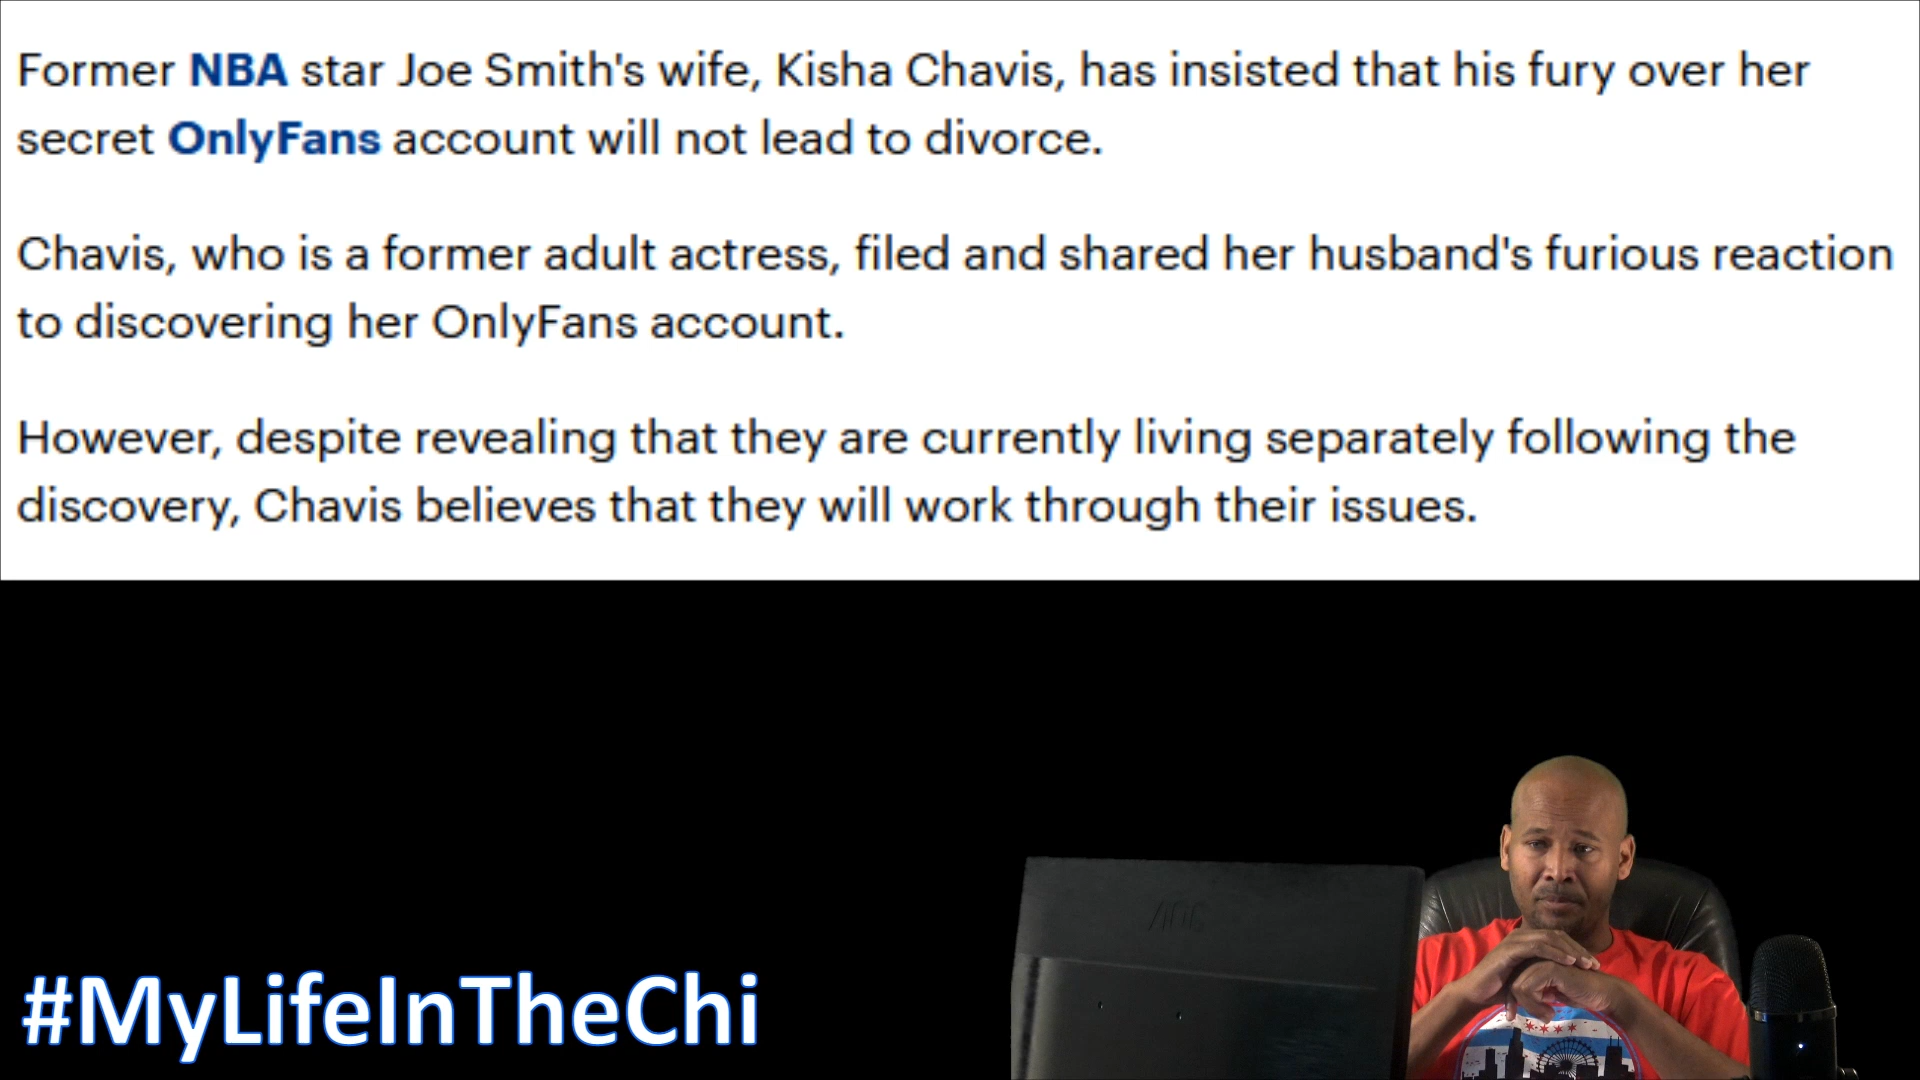 Former NBA star Joe Smith's wife, Kisha Chavis, has insisted that his fury over her
secret OnlyFans account will not lead to divorce.
Chavis, who is a former adult actress, filed and shared her husband's furious reaction
to discovering her OnlyFans account.
However, despite revealing that they are currently living separately following the
discovery, Chavis believes that they will work through their issues.
AOC
#MyLifeInTheChi